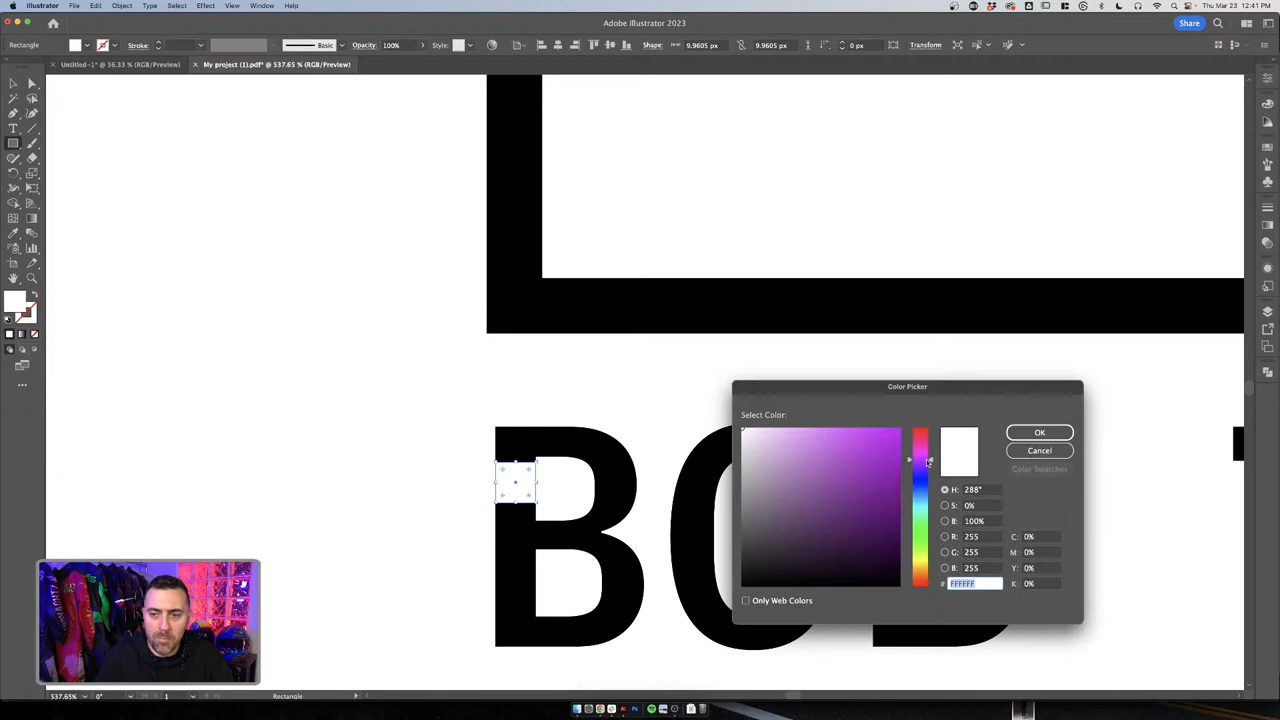 Illustrator File Edit Object Type Select Effect View Window Help Thu Mar 23 12:41 PM
Adobe Illustrator 2023 Share
Rectangle Stroke: Basic Opacity: 100% Style: Shape: 9.9605 px 9.9605 px 0 px Transform
× Untitled-1* @ 56.33 % (RGB/Preview) × My project (1).pdf* @ 537.65 % (RGB/Preview)
Color Picker
Select Color:
OK
Cancel
Color Swatches
H: 288°
S: 0%
B: 100%
R: 255 C: 0%
G: 255 M: 0%
B: 255 Y: 0%
# FFFFFF K: 0%
Only Web Colors
537.65% 0° 1 Rectangle